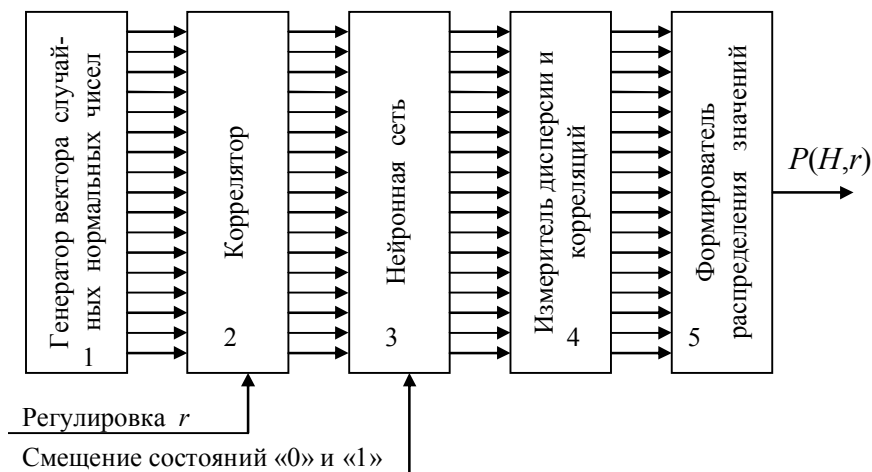 Генератор вектора случай-
ных нормальных чисел
1
Коррелятор
2
Нейронная сеть
3
Измеритель дисперсии и
корреляций
4
Формирователь
распределения значений
5
P(H,r)
Регулировка r
Смещение состояний «0» и «1»